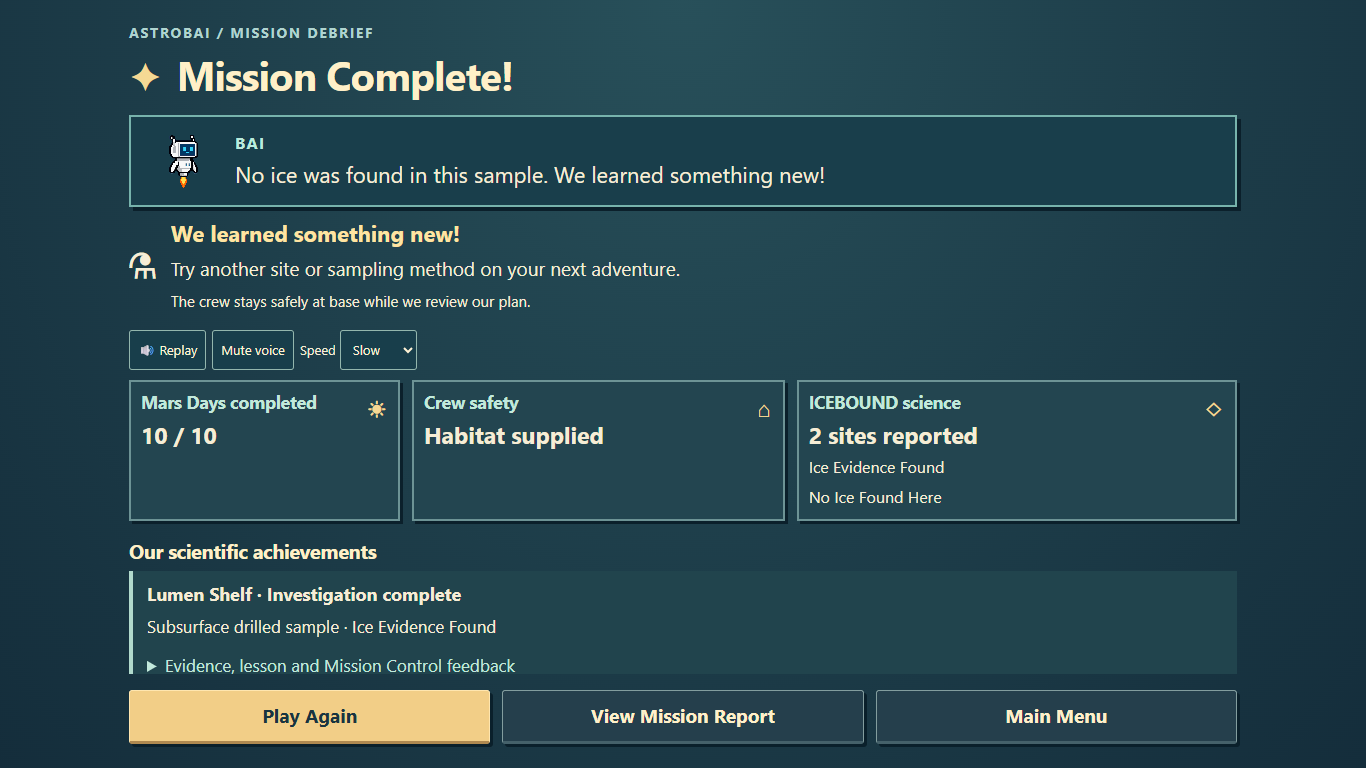 ASTROBAI / MISSION DEBRIEF
Mission Complete!
BAI
No ice was found in this sample. We learned something new!
We learned something new!
Try another site or sampling method on your next adventure.
The crew stays safely at base while we review our plan.
Replay Mute voice Speed Slow
Mars Days completed
10 / 10
Crew safety
Habitat supplied
ICEBOUND science
2 sites reported
Ice Evidence Found
No Ice Found Here
Our scientific achievements
Lumen Shelf · Investigation complete
Subsurface drilled sample · Ice Evidence Found
Evidence, lesson and Mission Control feedback
Play Again
View Mission Report
Main Menu